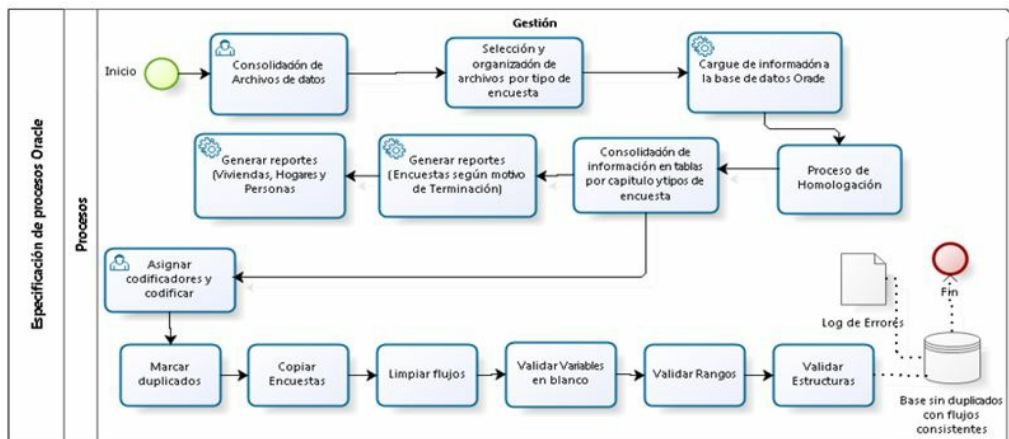 Especificación de procesos Oracle
Procesos
Gestión
Inicio
Consolidación de
Archivos de datos
Selección y
organización de
archivos por tipo de
encuesta
Cargue de información a
la base de datos Oracle
Generar reportes
(Viviendas, Hogares y
Personas
Generar reportes
(Encuestas según motivo
de Terminación)
Consolidación de
información en tablas
por capitulo y tipos de
encuesta
Proceso de
Homologación
Asignar
codificadores y
codificar
Log de Errores
Fin
Marcar
duplicados
Copiar
Encuestas
Limpiar flujos
Validar Variables
en blanco
Validar Rangos
Validar
Estructuras
Base sin duplicados
con flujos
consistentes